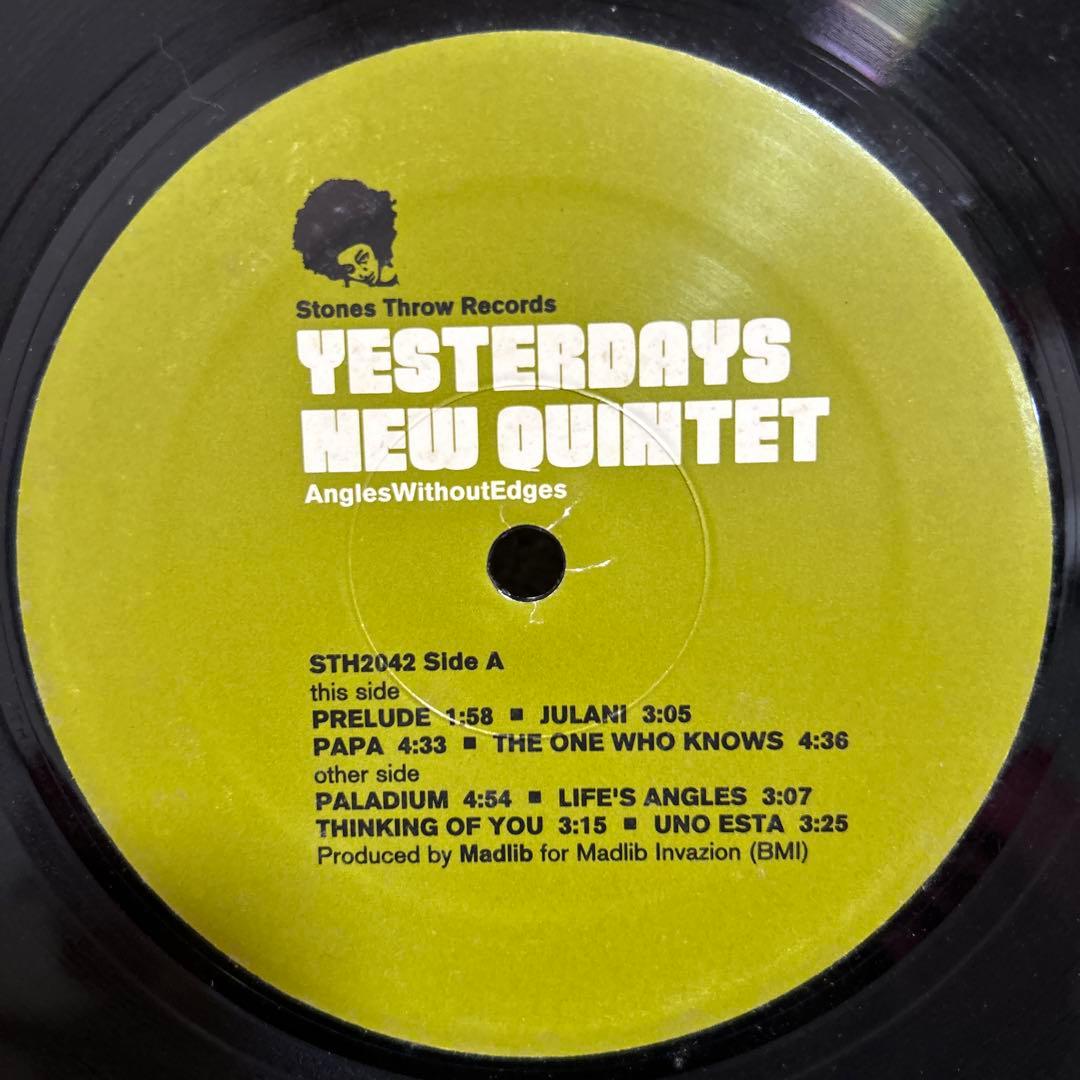 Stones Throw Records
YESTERDAYS
NEW QUINTET
AnglesWithoutEdges
STH2042 Side A
this side
PRELUDE 1:58 ■ JULANI 3:05
PAPA 4:33 ■ THE ONE WHO KNOWS 4:36
other side
PALADIUM 4:54 ■ LIFE'S ANGLES 3:07
THINKING OF YOU 3:15 ■ UNO ESTA 3:25
Produced by Madlib for Madlib Invazion (BMI)